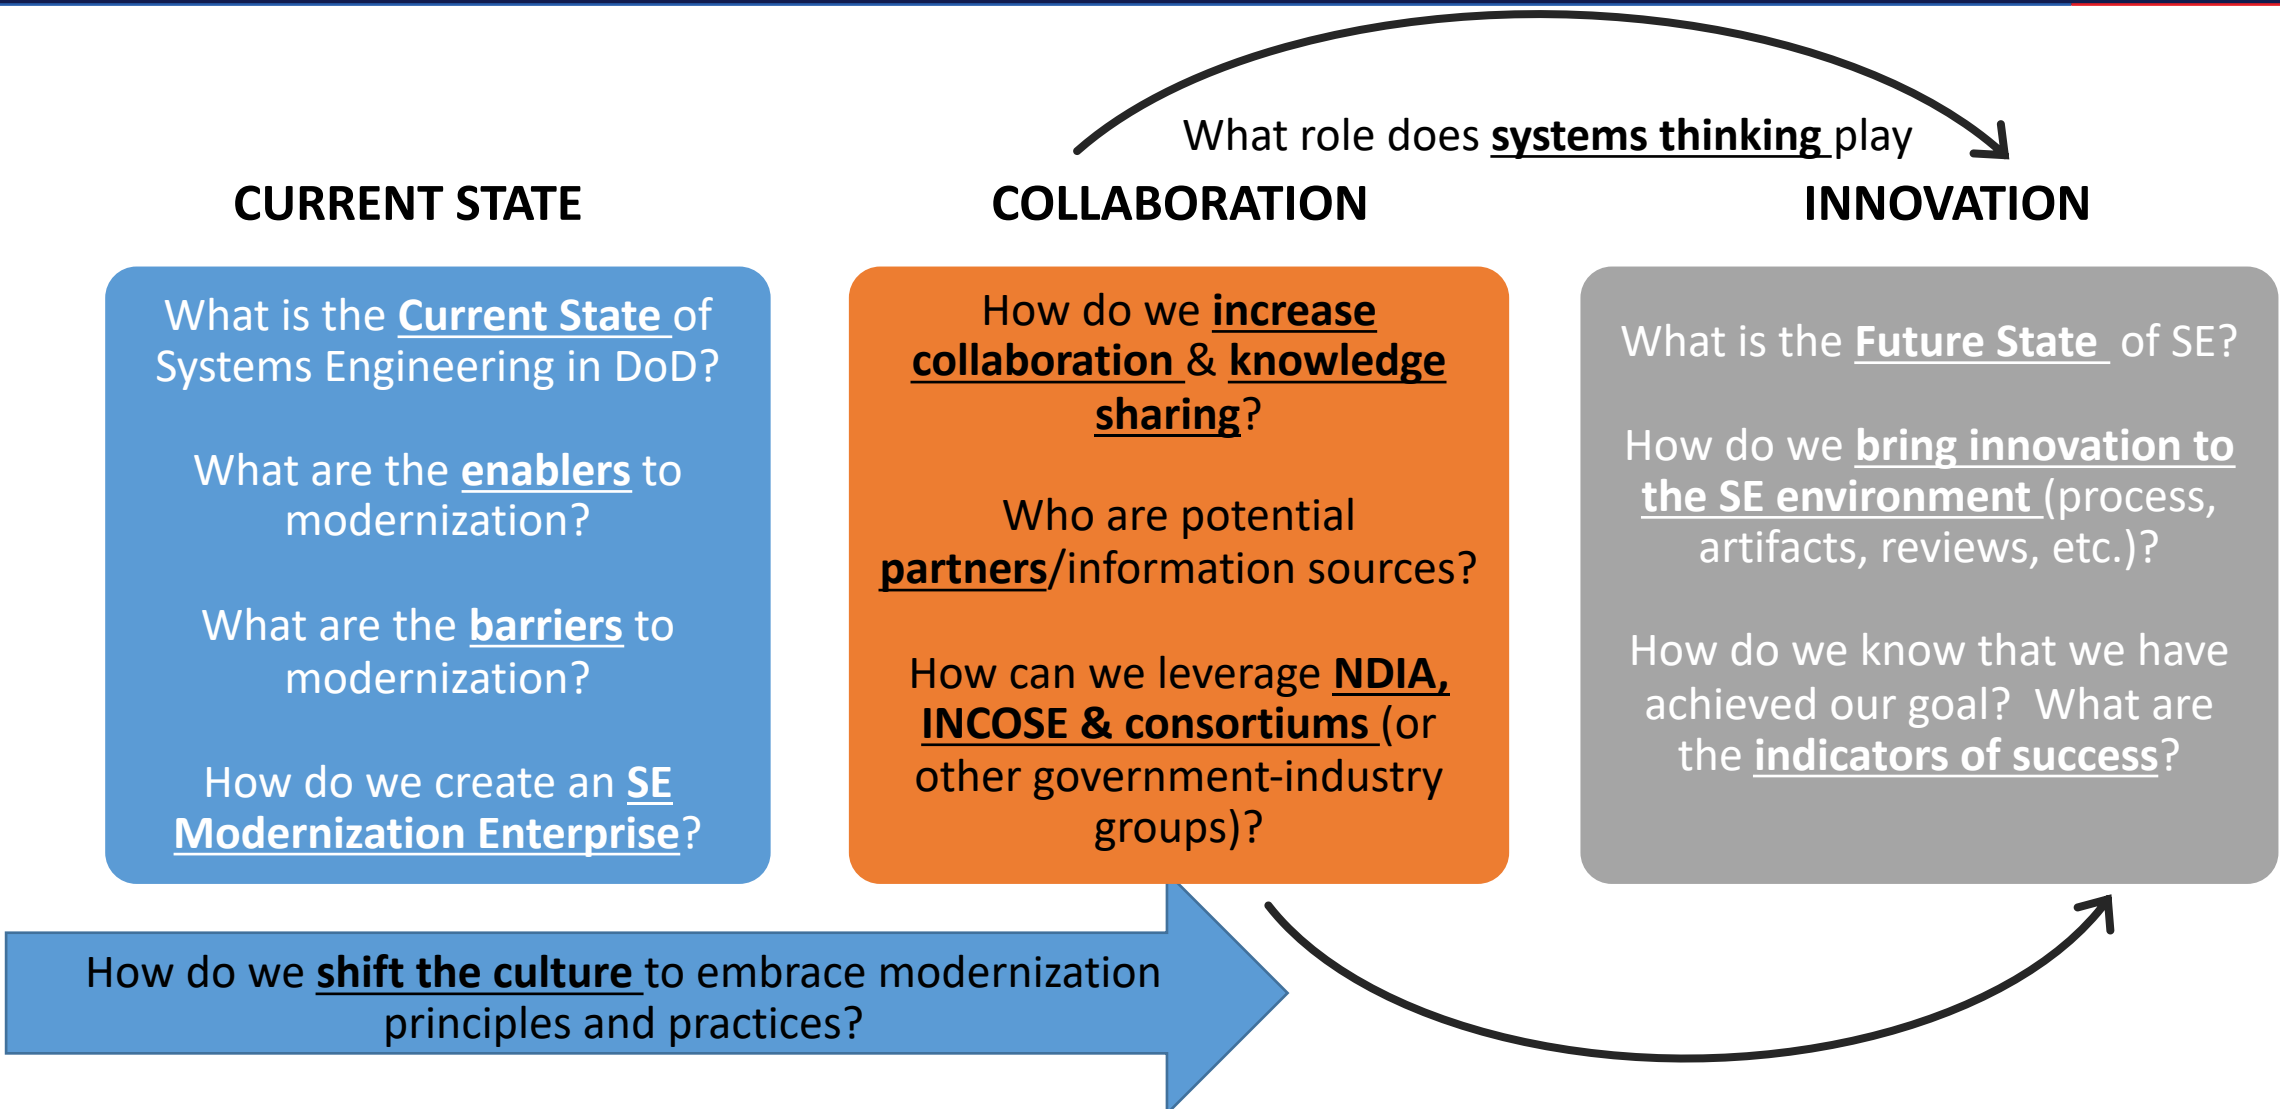 What role does systems thinking play
CURRENT STATE
What is the Current State of
Systems Engineering in DoD?
What are the enablers to
modernization?
What are the barriers to
modernization?
How do we create an SE
Modernization Enterprise?
COLLABORATION
How do we increase
collaboration & knowledge
sharing?
Who are potential
partners/information sources?
How can we leverage NDIA,
INCOSE & consortiums (or
other government-industry
groups)?
INNOVATION
What is the Future State of SE?
How do we bring innovation to
the SE environment (process,
artifacts, reviews, etc.)?
How do we know that we have
achieved our goal? What are
the indicators of success?
How do we shift the culture to embrace modernization
principles and practices?